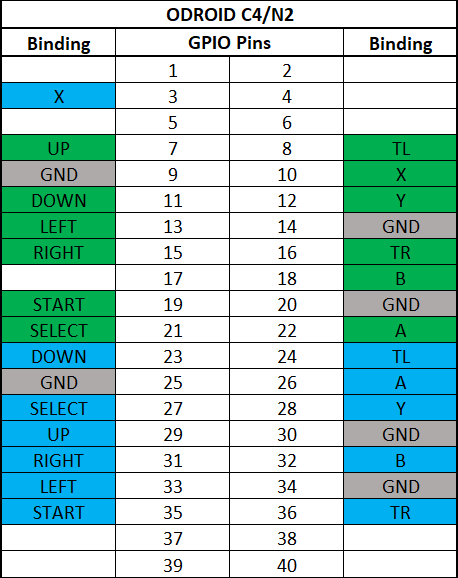 ODROID C4/N2
Binding GPIO Pins Binding
1 2
X 3 4
5 6
UP 7 8 TL
GND 9 10 X
DOWN 11 12 Y
LEFT 13 14 GND
RIGHT 15 16 TR
17 18 B
START 19 20 GND
SELECT 21 22 A
DOWN 23 24 TL
GND 25 26 A
SELECT 27 28 Y
UP 29 30 GND
RIGHT 31 32 B
LEFT 33 34 GND
START 35 36 TR
37 38
39 40